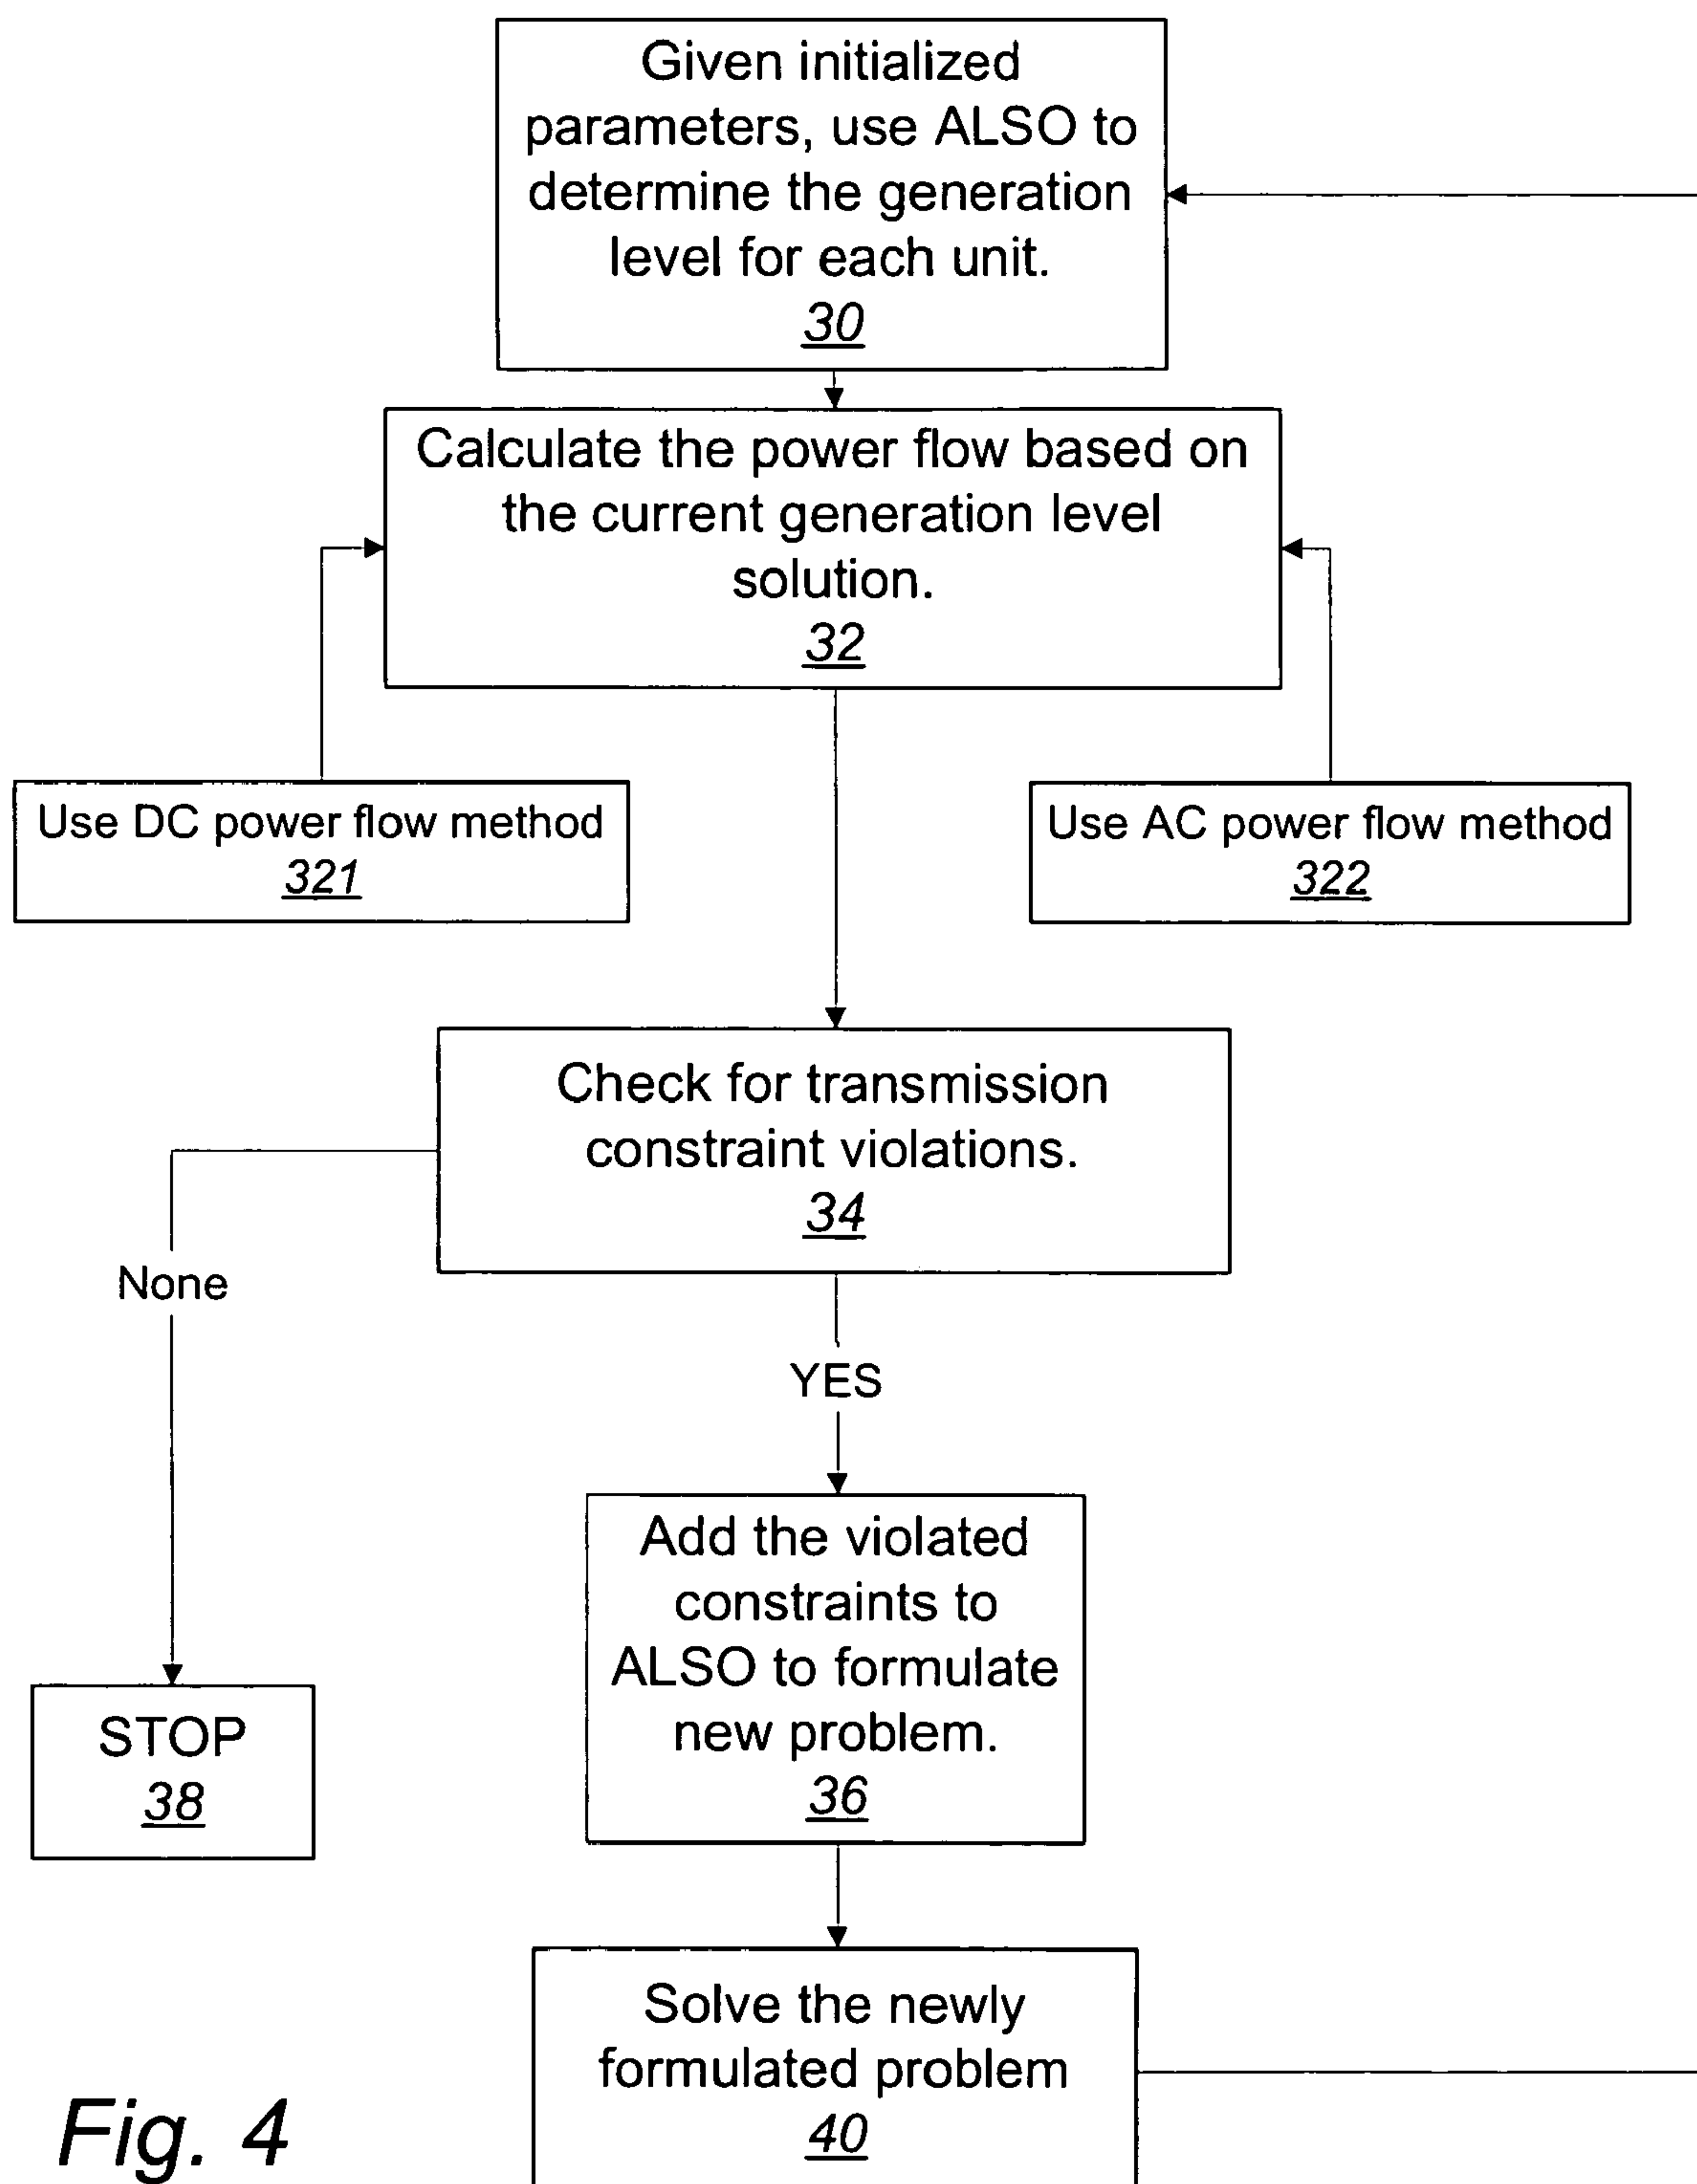 Given initialized
parameters, use ALSO to
determine the generation
level for each unit.
30
Calculate the power flow based on
the current generation level
solution.
32
Use DC power flow method
321
Use AC power flow method
322
Check for transmission
constraint violations.
34
None
YES
Add the violated
constraints to
ALSO to formulate
new problem.
36
STOP
38
Solve the newly
formulated problem
40
Fig. 4